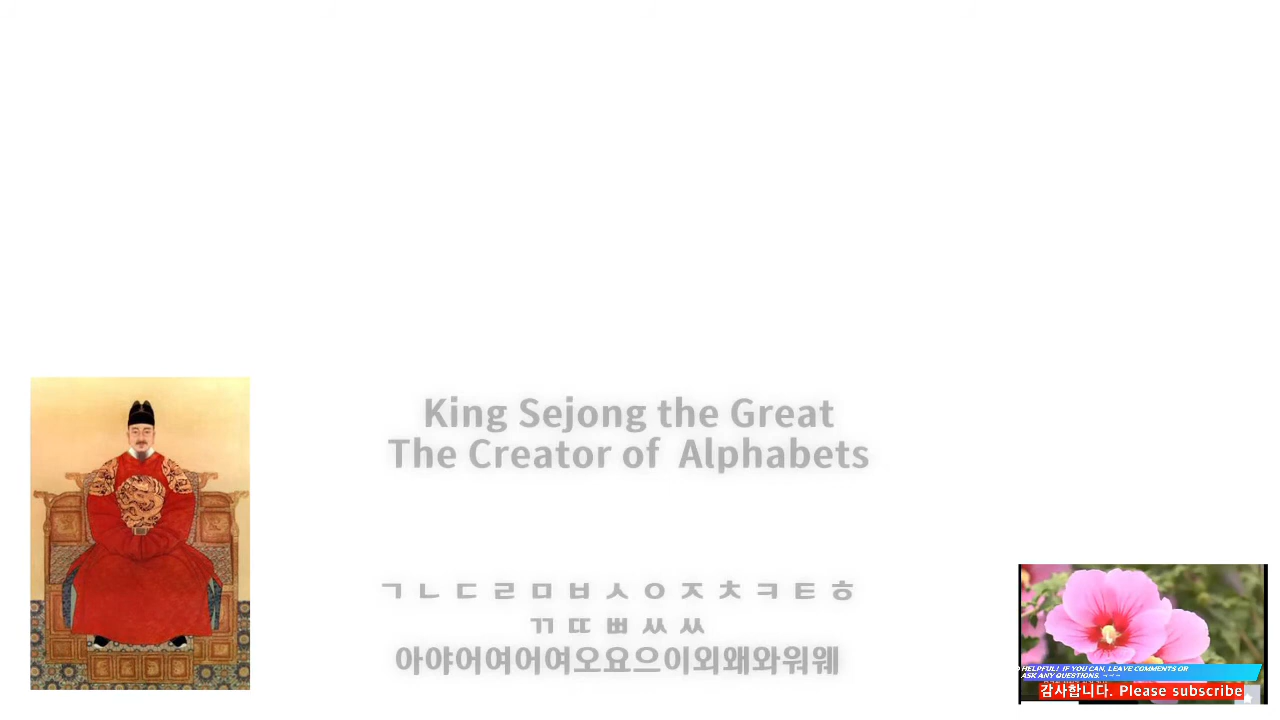 King Sejong the Great
The Creator of Alphabets
ㄱㄴㄷㄹㅁㅂㅅㅇㅈㅊㅋㅌㅎ
ㄲㄸㅃㅆㅆ
아야어여어여오요으이외왜와워웨
HELPFUL! IF YOU CAN, LEAVE COMMENTS OR
ASK ANY QUESTIONS. ~~~
감사합니다. Please subscribe